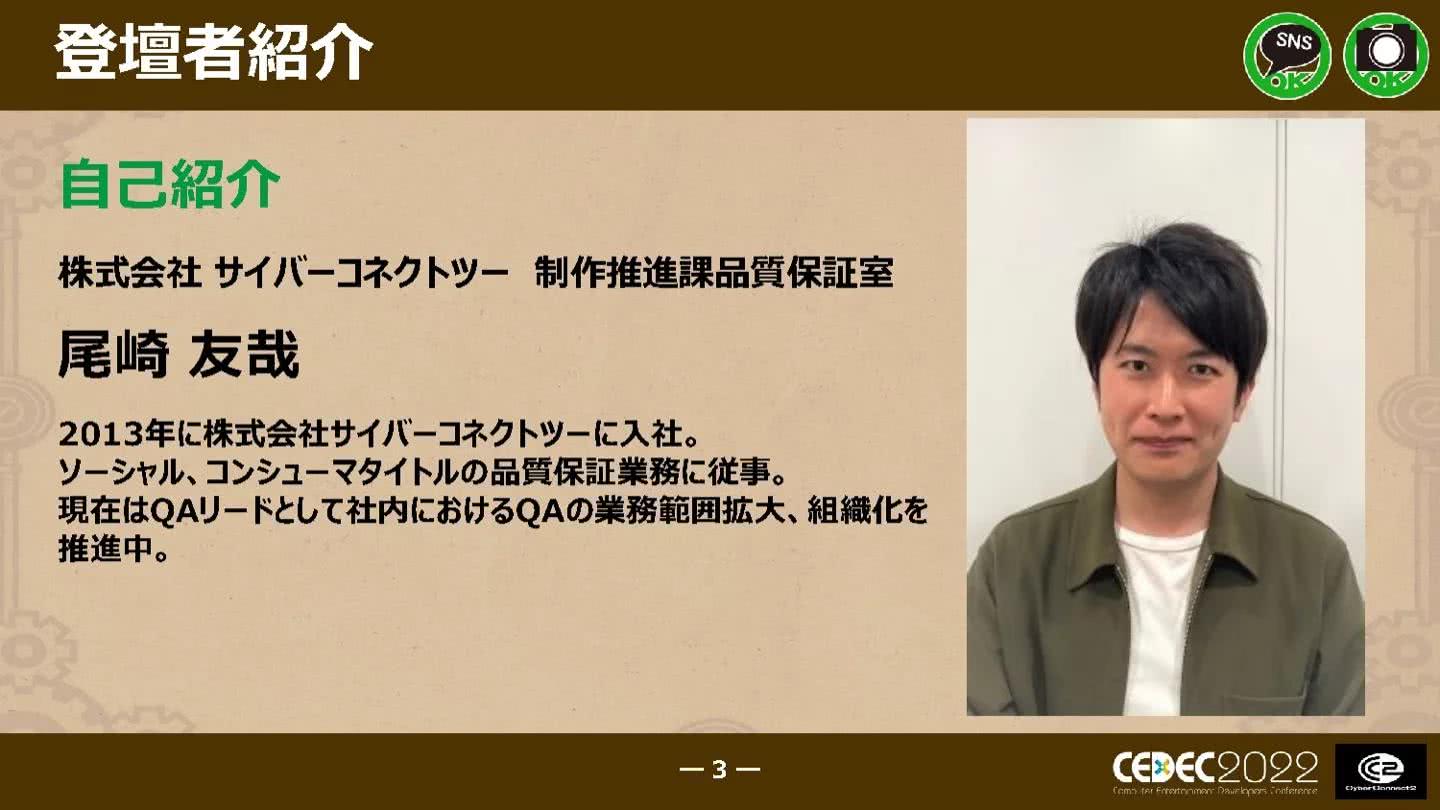 登壇者紹介
SNS
OK
OK
自己紹介
株式会社 サイバーコネクトツー 制作推進課品質保証室
尾崎 友哉
2013年に株式会社サイバーコネクトツーに入社。
ソーシャル、コンシューマタイトルの品質保証業務に従事。
現在はQAリードとして社内におけるQAの業務範囲拡大、組織化を
推進中。
— 3 —
CEDEC2022
Computer Entertainment Developers Conference
CyberConnect2